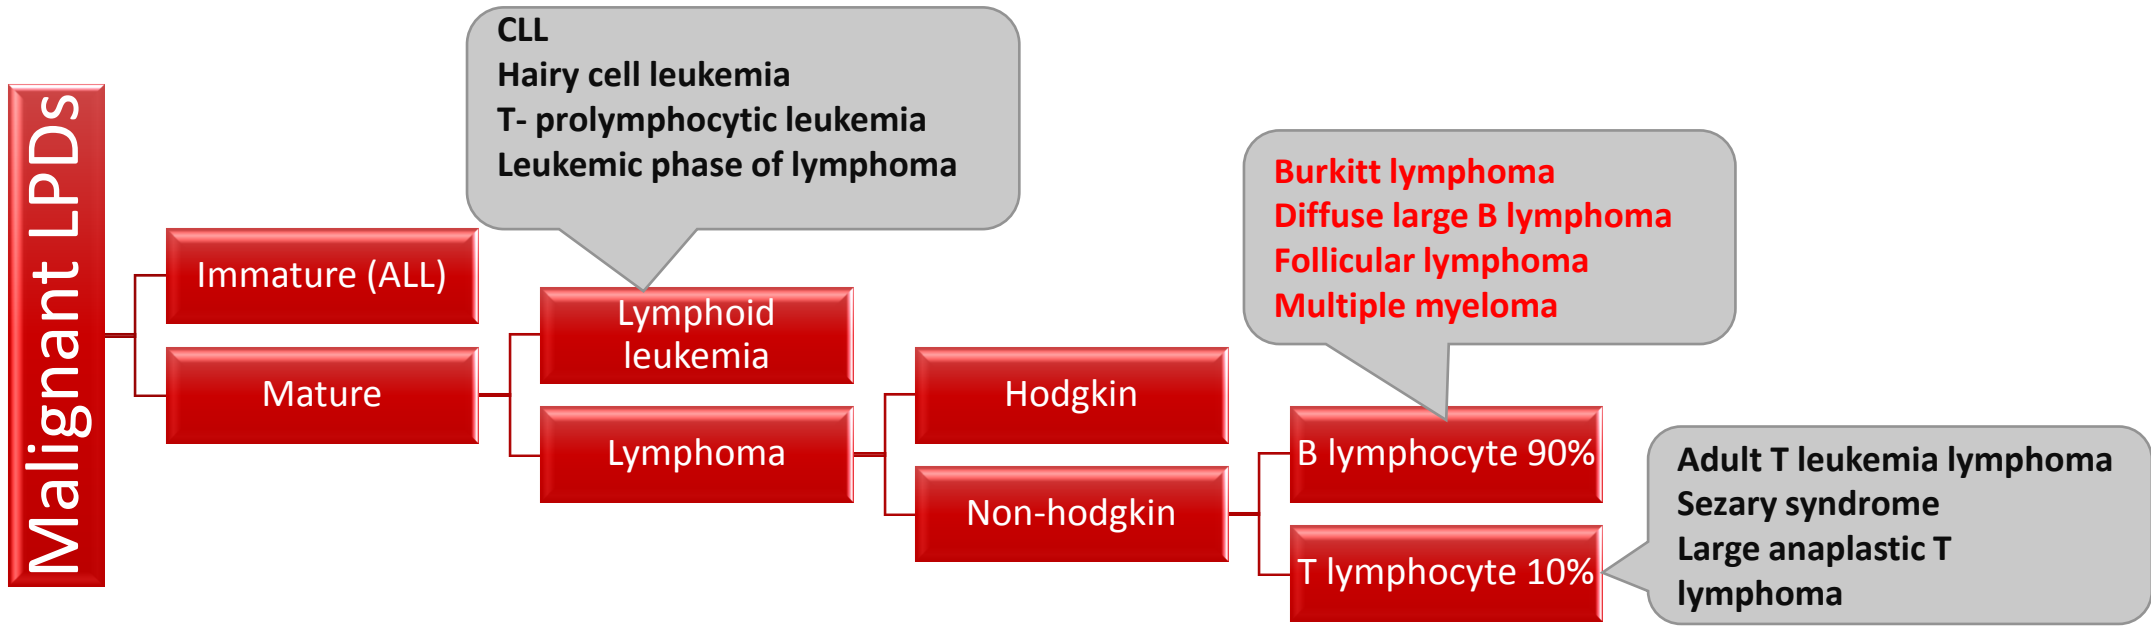 Malignant LPDs
Immature (ALL)
Mature
CLL
Hairy cell leukemia
T- prolymphocytic leukemia
Leukemic phase of lymphoma
Lymphoid
leukemia
Lymphoma
Hodgkin
Non-hodgkin
Burkitt lymphoma
Diffuse large B lymphoma
Follicular lymphoma
Multiple myeloma
B lymphocyte 90%
T lymphocyte 10%
Adult T leukemia lymphoma
Sezary syndrome
Large anaplastic T
lymphoma